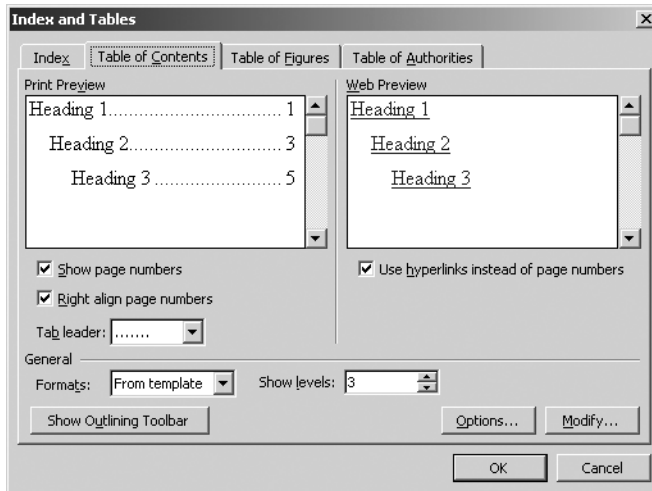 Index and Tables
Index Table of Contents Table of Figures Table of Authorities
Print Preview
Heading 1..................................... 1
Heading 2................................. 3
Heading 3 ........................... 5
Web Preview
Heading 1
Heading 2
Heading 3
Show page numbers
Right align page numbers
Tab leader: .......
Use hyperlinks instead of page numbers
General
Formats: From template Show levels: 3
Show Outlining Toolbar Options... Modify...
OK Cancel